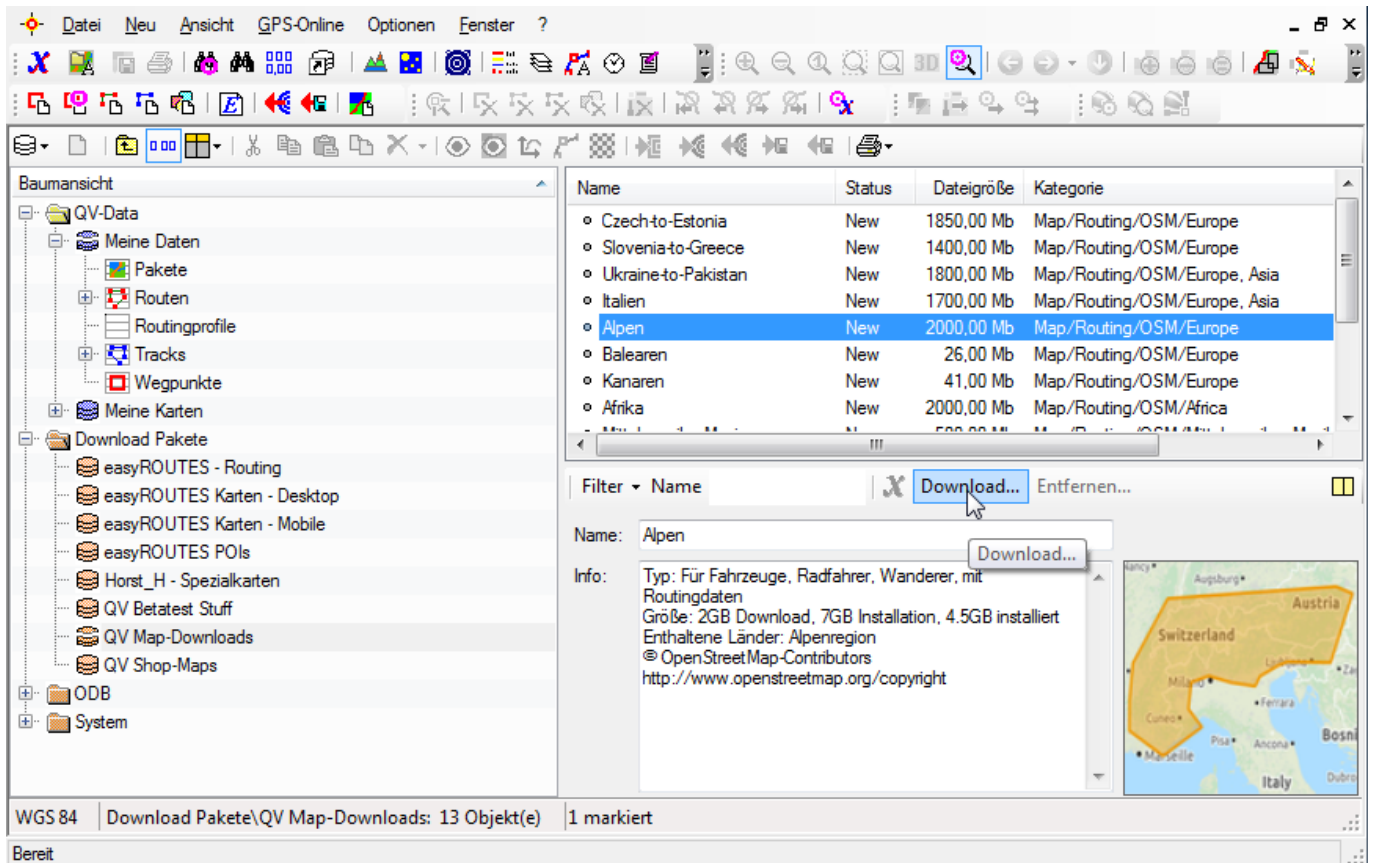 Datei Neu Ansicht GPS-Online Optionen Fenster ?
3D
Baumansicht
QV-Data
Meine Daten
Pakete
Routen
Routingprofile
Tracks
Wegpunkte
Meine Karten
Download Pakete
easyROUTES - Routing
easyROUTES Karten - Desktop
easyROUTES Karten - Mobile
easyROUTES POIs
Horst_H - Spezialkarten
QV Betatest Stuff
QV Map-Downloads
QV Shop-Maps
ODB
System
Name Status Dateigröße Kategorie
Czech-to-Estonia New 1850,00 Mb Map/Routing/OSM/Europe
Slovenia-to-Greece New 1400,00 Mb Map/Routing/OSM/Europe
Ukraine-to-Pakistan New 1800,00 Mb Map/Routing/OSM/Europe, Asia
Italien New 1700,00 Mb Map/Routing/OSM/Europe, Asia
Alpen New 2000,00 Mb Map/Routing/OSM/Europe
Balearen New 26,00 Mb Map/Routing/OSM/Europe
Kanaren New 41,00 Mb Map/Routing/OSM/Europe
Afrika New 2000,00 Mb Map/Routing/OSM/Africa
Filter Name X Download... Entfernen...
Name: Alpen
Download...
Info: Typ: Für Fahrzeuge, Radfahrer, Wanderer, mit
Routingdaten
Größe: 2GB Download, 7GB Installation, 4.5GB installiert
Enthaltene Länder: Alpenregion
© OpenStreetMap-Contributors
http://www.openstreetmap.org/copyright
Augsburg
Austria
Switzerland
Milano
Ferrara
Cuneo
Pisa Ancona Bosni
Marseille
Italy Dubro
WGS 84 Download Pakete\QV Map-Downloads: 13 Objekt(e) 1 markiert
Bereit